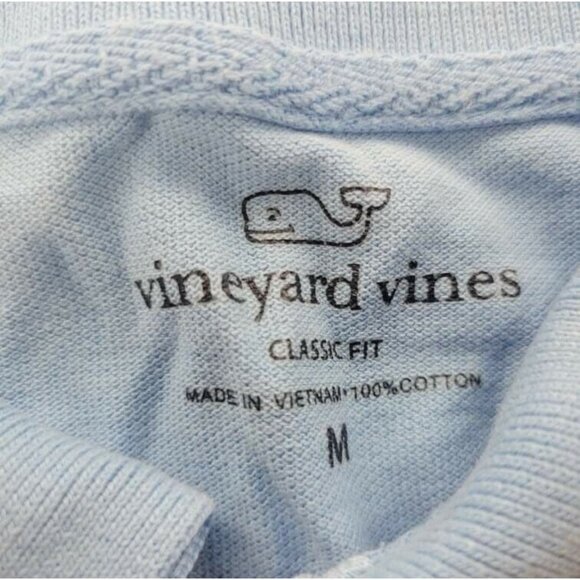 vineyard vines
CLASSIC FIT
MADE IN VIETNAM•100%COTTON
M